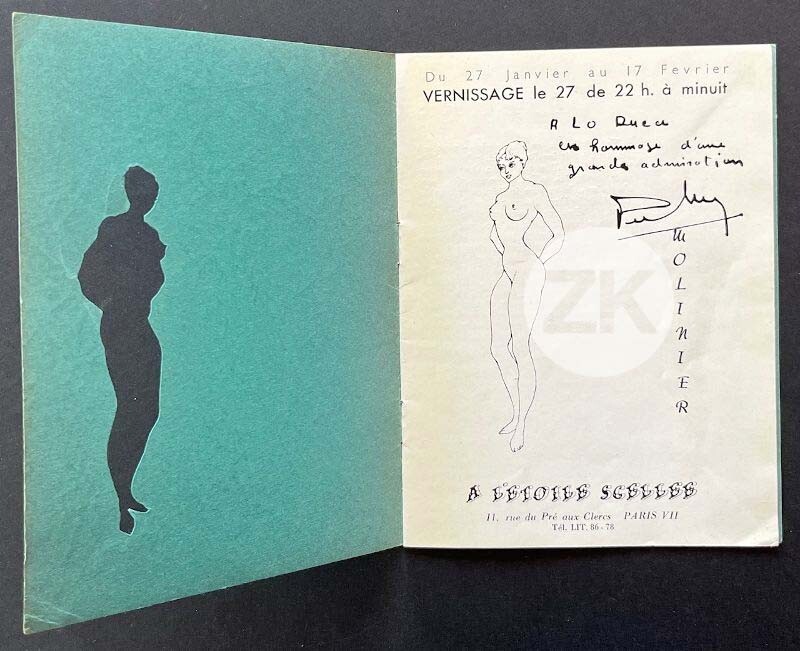 Du 27 Janvier au 17 Fevrier
VERNISSAGE le 27 de 22 h. à minuit
A Lo Duca
en hommage d'une
grande admiration
MOLINIER
ZK
A L'ETOILE SCELLEE
11, rue du Pré aux Clercs PARIS VII
Tél. LIT. 86-78